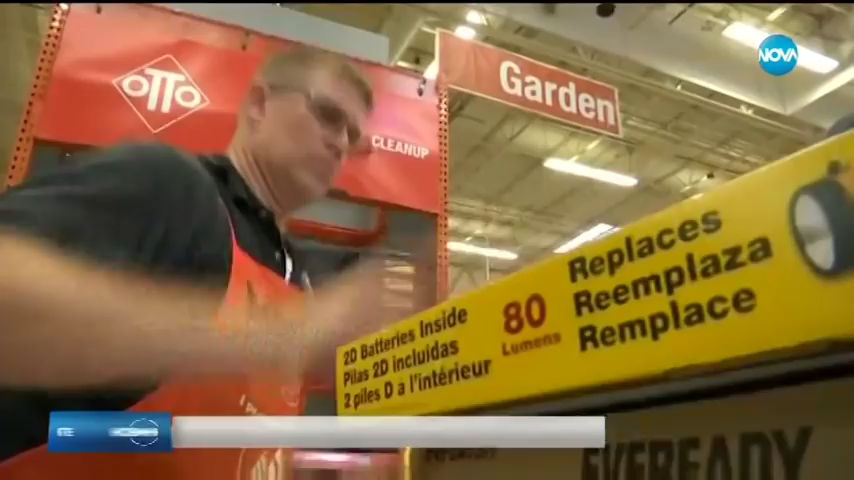 NOVA
OTTO
Garden
CLEANUP
2D Batteries Inside
Pilas 2D incluidas
2 piles D à l'intérieur
80
Lumens
Replaces
Reemplaza
Remplace
EVEREADY